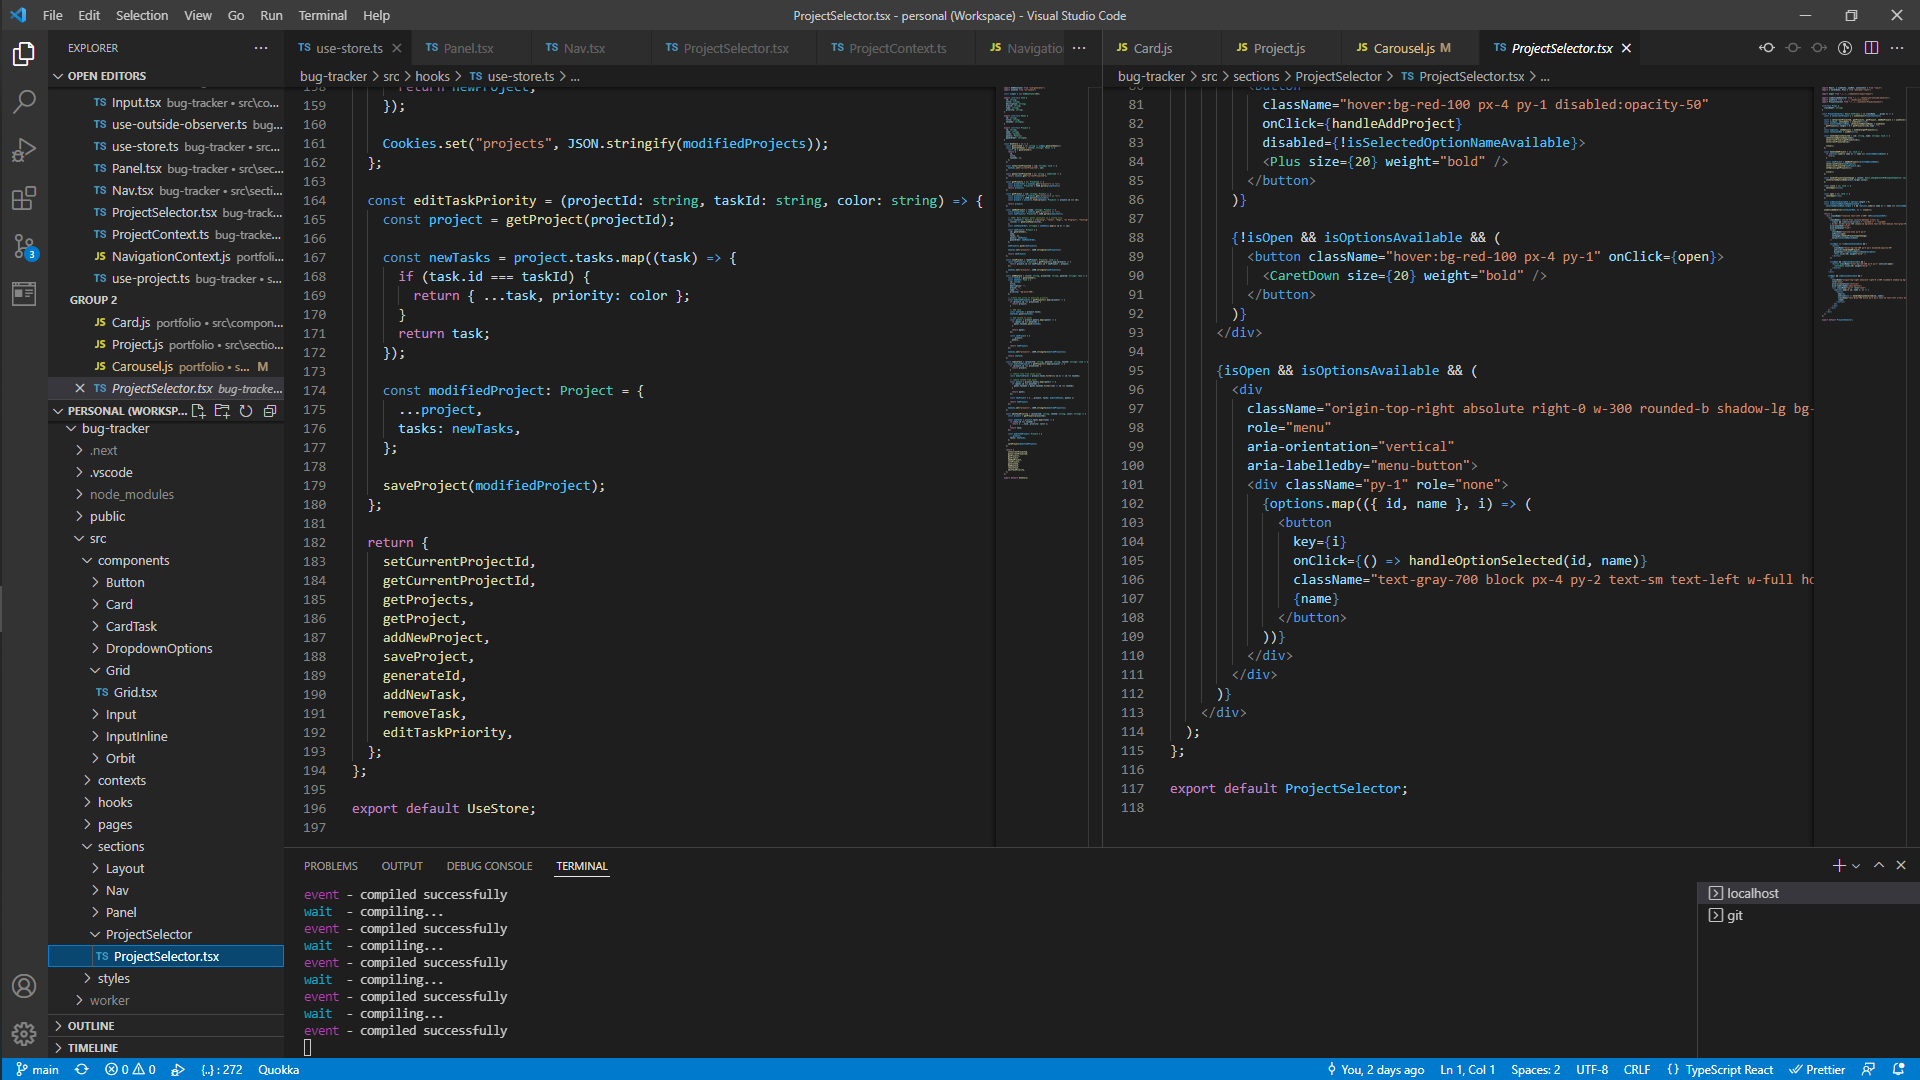 File Edit Selection View Go Run Terminal Help
ProjectSelector.tsx - personal (Workspace) - Visual Studio Code
EXPLORER
OPEN EDITORS
Input.tsx bug-tracker • src\co...
use-outside-observer.ts bug...
use-store.ts bug-tracker • src...
Panel.tsx bug-tracker • src\sec...
Nav.tsx bug-tracker • src\secti...
ProjectSelector.tsx bug-tracke...
ProjectContext.ts bug-tracke...
NavigationContext.js portfoli...
use-project.ts bug-tracker • s...
GROUP 2
Card.js portfolio • src\compon...
Project.js portfolio • src\sectio...
Carousel.js portfolio • s... M
ProjectSelector.tsx bug-tracke...
PERSONAL (WORKSP...
bug-tracker
.next
.vscode
node_modules
public
src
components
Button
Card
CardTask
DropdownOptions
Grid
TS Grid.tsx
Input
InputInline
Orbit
contexts
hooks
pages
sections
Layout
Nav
Panel
ProjectSelector
TS ProjectSelector.tsx
styles
worker
OUTLINE
TIMELINE
TS use-store.ts TS Panel.tsx TS Nav.tsx TS ProjectSelector.tsx TS ProjectContext.ts JS Navigatio
bug-tracker > src > hooks > TS use-store.ts > ...
158 return newProject;
159 });
160
161 Cookies.set("projects", JSON.stringify(modifiedProjects));
162 };
163
164 const editTaskPriority = (projectId: string, taskId: string, color: string) => {
165 const project = getProject(projectId);
166
167 const newTasks = project.tasks.map((task) => {
168 if (task.id === taskId) {
169 return { ...task, priority: color };
170 }
171 return task;
172 });
173
174 const modifiedProject: Project = {
175 ...project,
176 tasks: newTasks,
177 };
178
179 saveProject(modifiedProject);
180 };
181
182 return {
183 setCurrentProjectId,
184 getCurrentProjectId,
185 getProjects,
186 getProject,
187 addNewProject,
188 saveProject,
189 generateId,
190 addNewTask,
191 removeTask,
192 editTaskPriority,
193 };
194 };
195
196 export default UseStore;
197
JS Card.js JS Project.js JS Carousel.js M TS ProjectSelector.tsx
bug-tracker > src > sections > ProjectSelector > TS ProjectSelector.tsx > ...
80 <button
81 className="hover:bg-red-100 px-4 py-1 disabled:opacity-50"
82 onClick={handleAddProject}
83 disabled={!isSelectedOptionNameAvailable}>
84 <Plus size={20} weight="bold" />
85 </button>
86 )}
87
88 {!isOpen && isOptionsAvailable && (
89 <button className="hover:bg-red-100 px-4 py-1" onClick={open}>
90 <CaretDown size={20} weight="bold" />
91 </button>
92 )}
93 </div>
94
95 {isOpen && isOptionsAvailable && (
96 <div
97 className="origin-top-right absolute right-0 w-300 rounded-b shadow-lg bg-
98 role="menu"
99 aria-orientation="vertical"
100 aria-labelledby="menu-button">
101 <div className="py-1" role="none">
102 {options.map(({ id, name }, i) => (
103 <button
104 key={i}
105 onClick={() => handleOptionSelected(id, name)}
106 className="text-gray-700 block px-4 py-2 text-sm text-left w-full ho
107 {name}
108 </button>
109 ))}
110 </div>
111 </div>
112 )}
113 </div>
114 );
115 };
116
117 export default ProjectSelector;
118
PROBLEMS OUTPUT DEBUG CONSOLE TERMINAL
event - compiled successfully
wait - compiling...
event - compiled successfully
wait - compiling...
event - compiled successfully
wait - compiling...
event - compiled successfully
wait - compiling...
event - compiled successfully
localhost
git
main 0 0 {..} : 272 Quokka
You, 2 days ago Ln 1, Col 1 Spaces: 2 UTF-8 CRLF {} TypeScript React Prettier